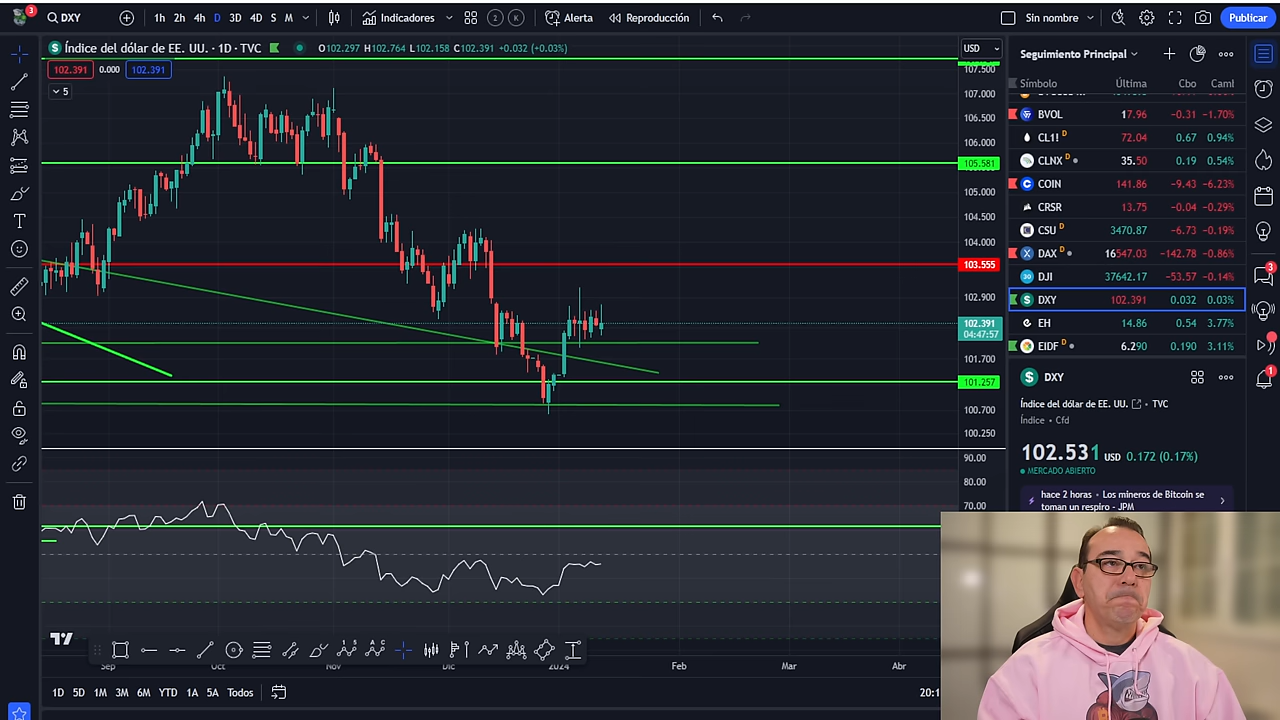 3
DXY
1h 2h 4h D 3D 4D S M
Indicadores
2 K
Alerta
Reproducción
Sin nombre
Publicar
Índice del dólar de EE. UU. · 1D · TVC
O102.297 H102.764 L102.158 C102.391 +0.032 (+0.03%)
102.391 0.000 102.391
5
USD
107.500
107.000
106.500
106.000
105.581
105.000
104.500
104.000
103.555
102.900
102.391
04:47:57
101.700
101.257
100.700
100.250
90.00
80.00
70.00
Sep Oct Nov Dic 2024 Feb Mar Abr
1D 5D 1M 3M 6M YTD 1A 5A Todos
20:1
Seguimiento Principal
Símbolo Última Cbo Caml
BVOL 17.96 -0.31 -1.70%
CL1! D 72.04 0.67 0.94%
CLNX D 35.50 0.19 0.54%
COIN 141.86 -9.43 -6.23%
CRSR 13.75 -0.04 -0.29%
CSU D 3470.87 -6.73 -0.19%
DAX D 16547.03 -142.78 -0.86%
DJI 37642.17 -53.57 -0.14%
DXY 102.391 0.032 0.03%
EH 14.86 0.54 3.77%
EIDF D 6.290 0.190 3.11%
DXY
Índice del dólar de EE. UU. • TVC
Índice • Cfd
102.531 USD 0.172 (0.17%)
MERCADO ABIERTO
hace 2 horas • Los mineros de Bitcoin se
toman un respiro - JPM
3
1